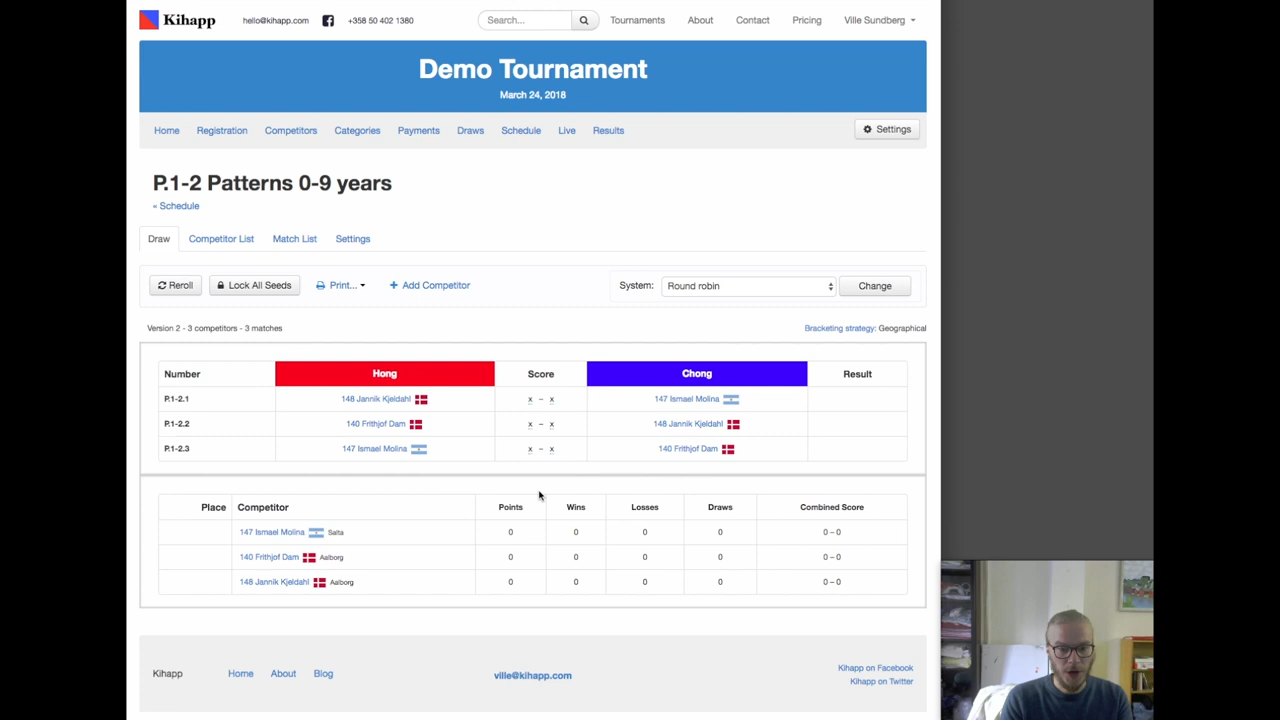 Kihapp hello@kihapp.com +358 50 402 1380 Search... Tournaments About Contact Pricing Ville Sundberg
Demo Tournament
March 24, 2018
Home Registration Competitors Categories Payments Draws Schedule Live Results Settings
P.1-2 Patterns 0-9 years
« Schedule
Draw Competitor List Match List Settings
Reroll Lock All Seeds Print... + Add Competitor System: Round robin Change
Version 2 - 3 competitors - 3 matches Bracketing strategy: Geographical
Number Hong Score Chong Result
P.1-2.1 148 Jannik Kjeldahl x – x 147 Ismael Molina
P.1-2.2 140 Frithjof Dam x – x 148 Jannik Kjeldahl
P.1-2.3 147 Ismael Molina x – x 140 Frithjof Dam
Place Competitor Points Wins Losses Draws Combined Score
147 Ismael Molina Salta 0 0 0 0 0 – 0
140 Frithjof Dam Aalborg 0 0 0 0 0 – 0
148 Jannik Kjeldahl Aalborg 0 0 0 0 0 – 0
Kihapp Home About Blog ville@kihapp.com Kihapp on Facebook
Kihapp on Twitter